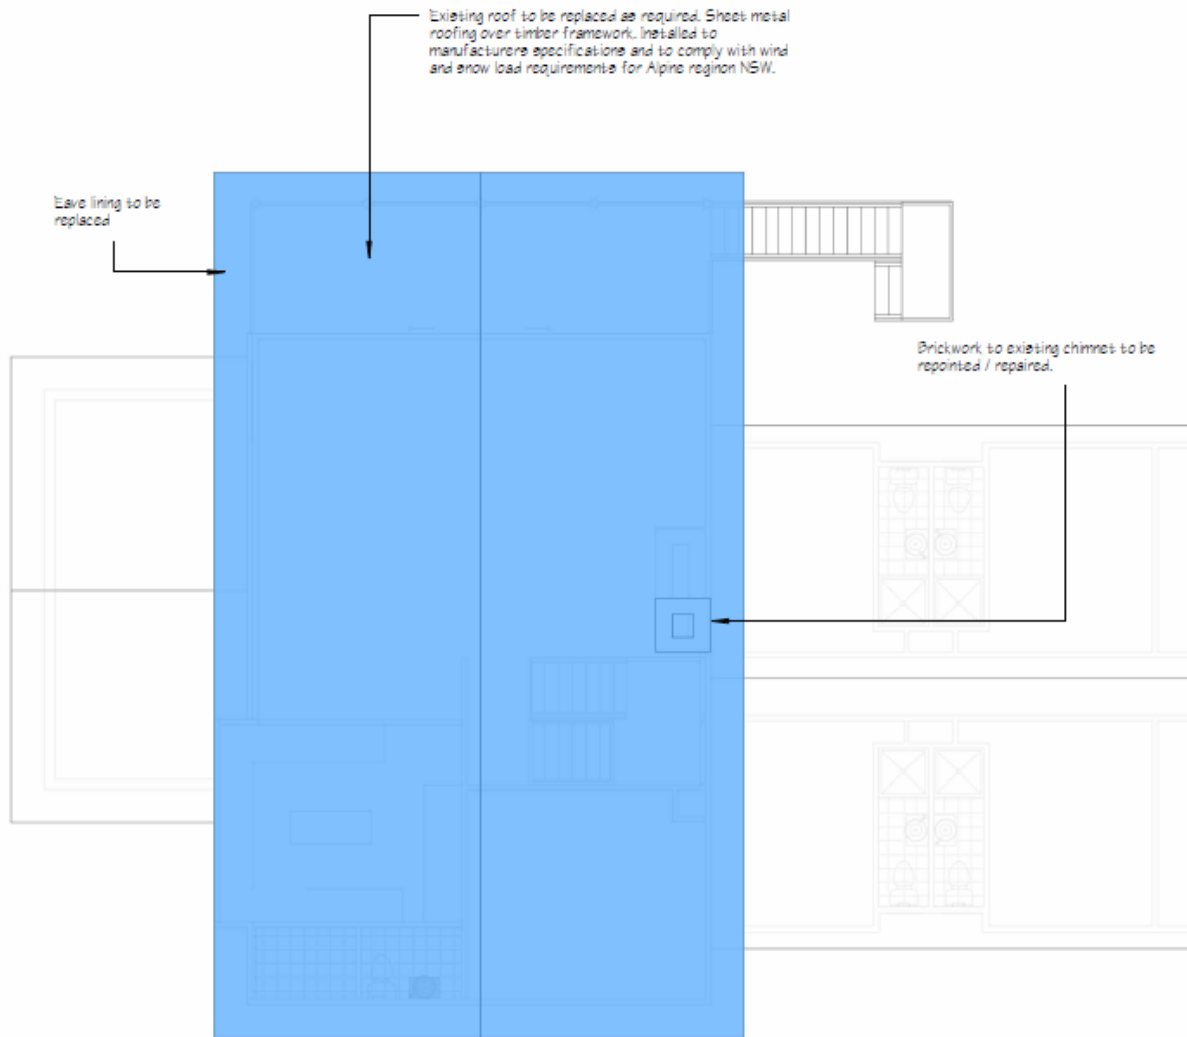 Existing roof to be replaced as required. Sheet metal
roofing over timber framework. Installed to
manufacturers specifications and to comply with wind
and snow load requirements for Alpine reginon NSW.
Eave lining to be
replaced
Brickwork to existing chimnet to be
repointed / repaired.